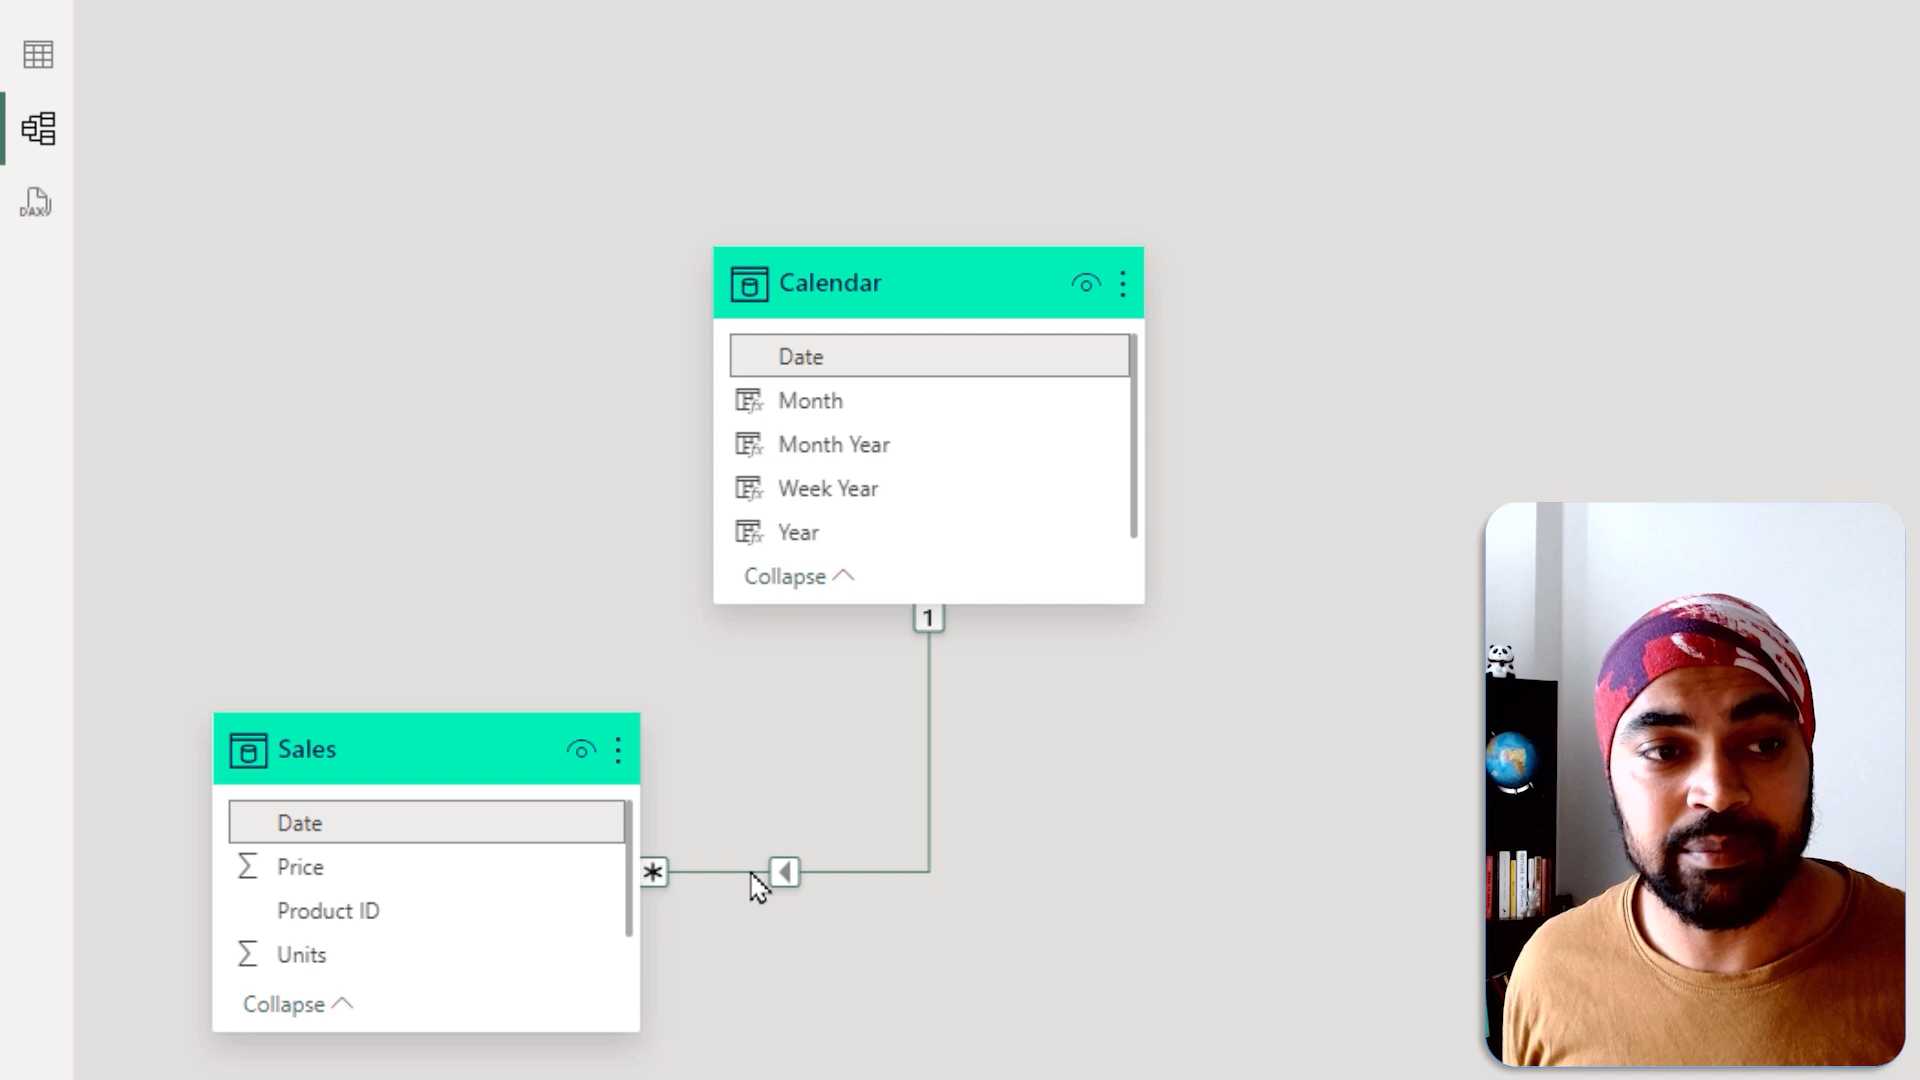 DAX
Calendar
Date
Month
Month Year
Week Year
Year
Collapse
1
Sales
Date
Price
Product ID
Units
Collapse
*